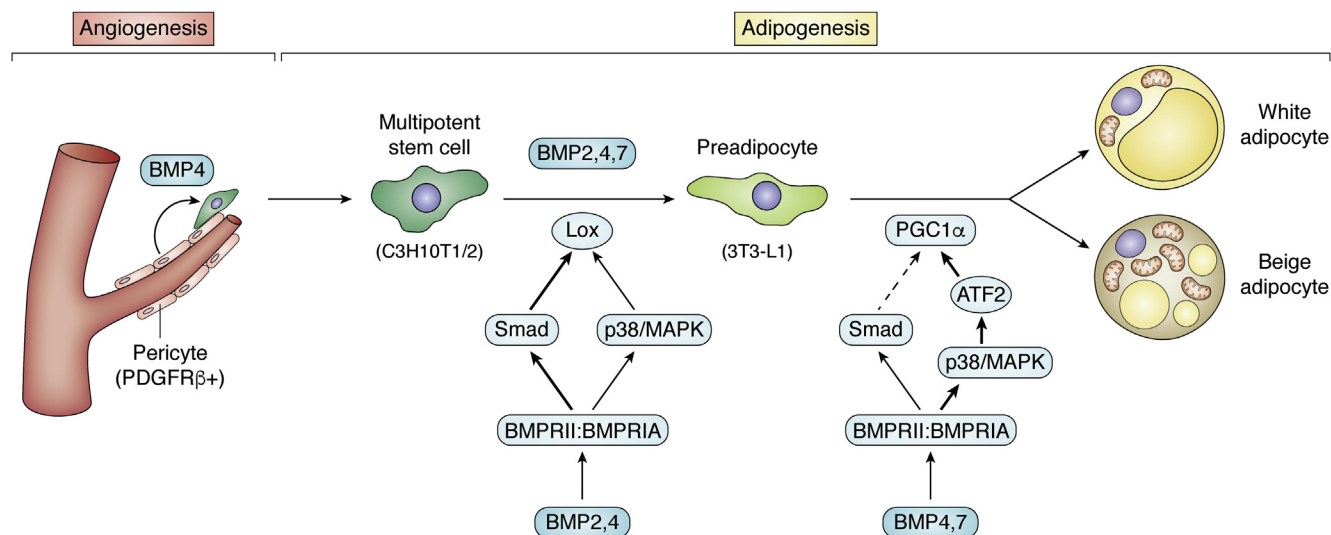 Angiogenesis
Adipogenesis
BMP4
Pericyte
(PDGFRβ+)
Multipotent
stem cell
(C3H10T1/2)
BMP2,4,7
Lox
Smad
p38/MAPK
BMPRII:BMPRIA
BMP2,4
Preadipocyte
(3T3-L1)
PGC1α
ATF2
Smad
p38/MAPK
BMPRII:BMPRIA
BMP4,7
White
adipocyte
Beige
adipocyte